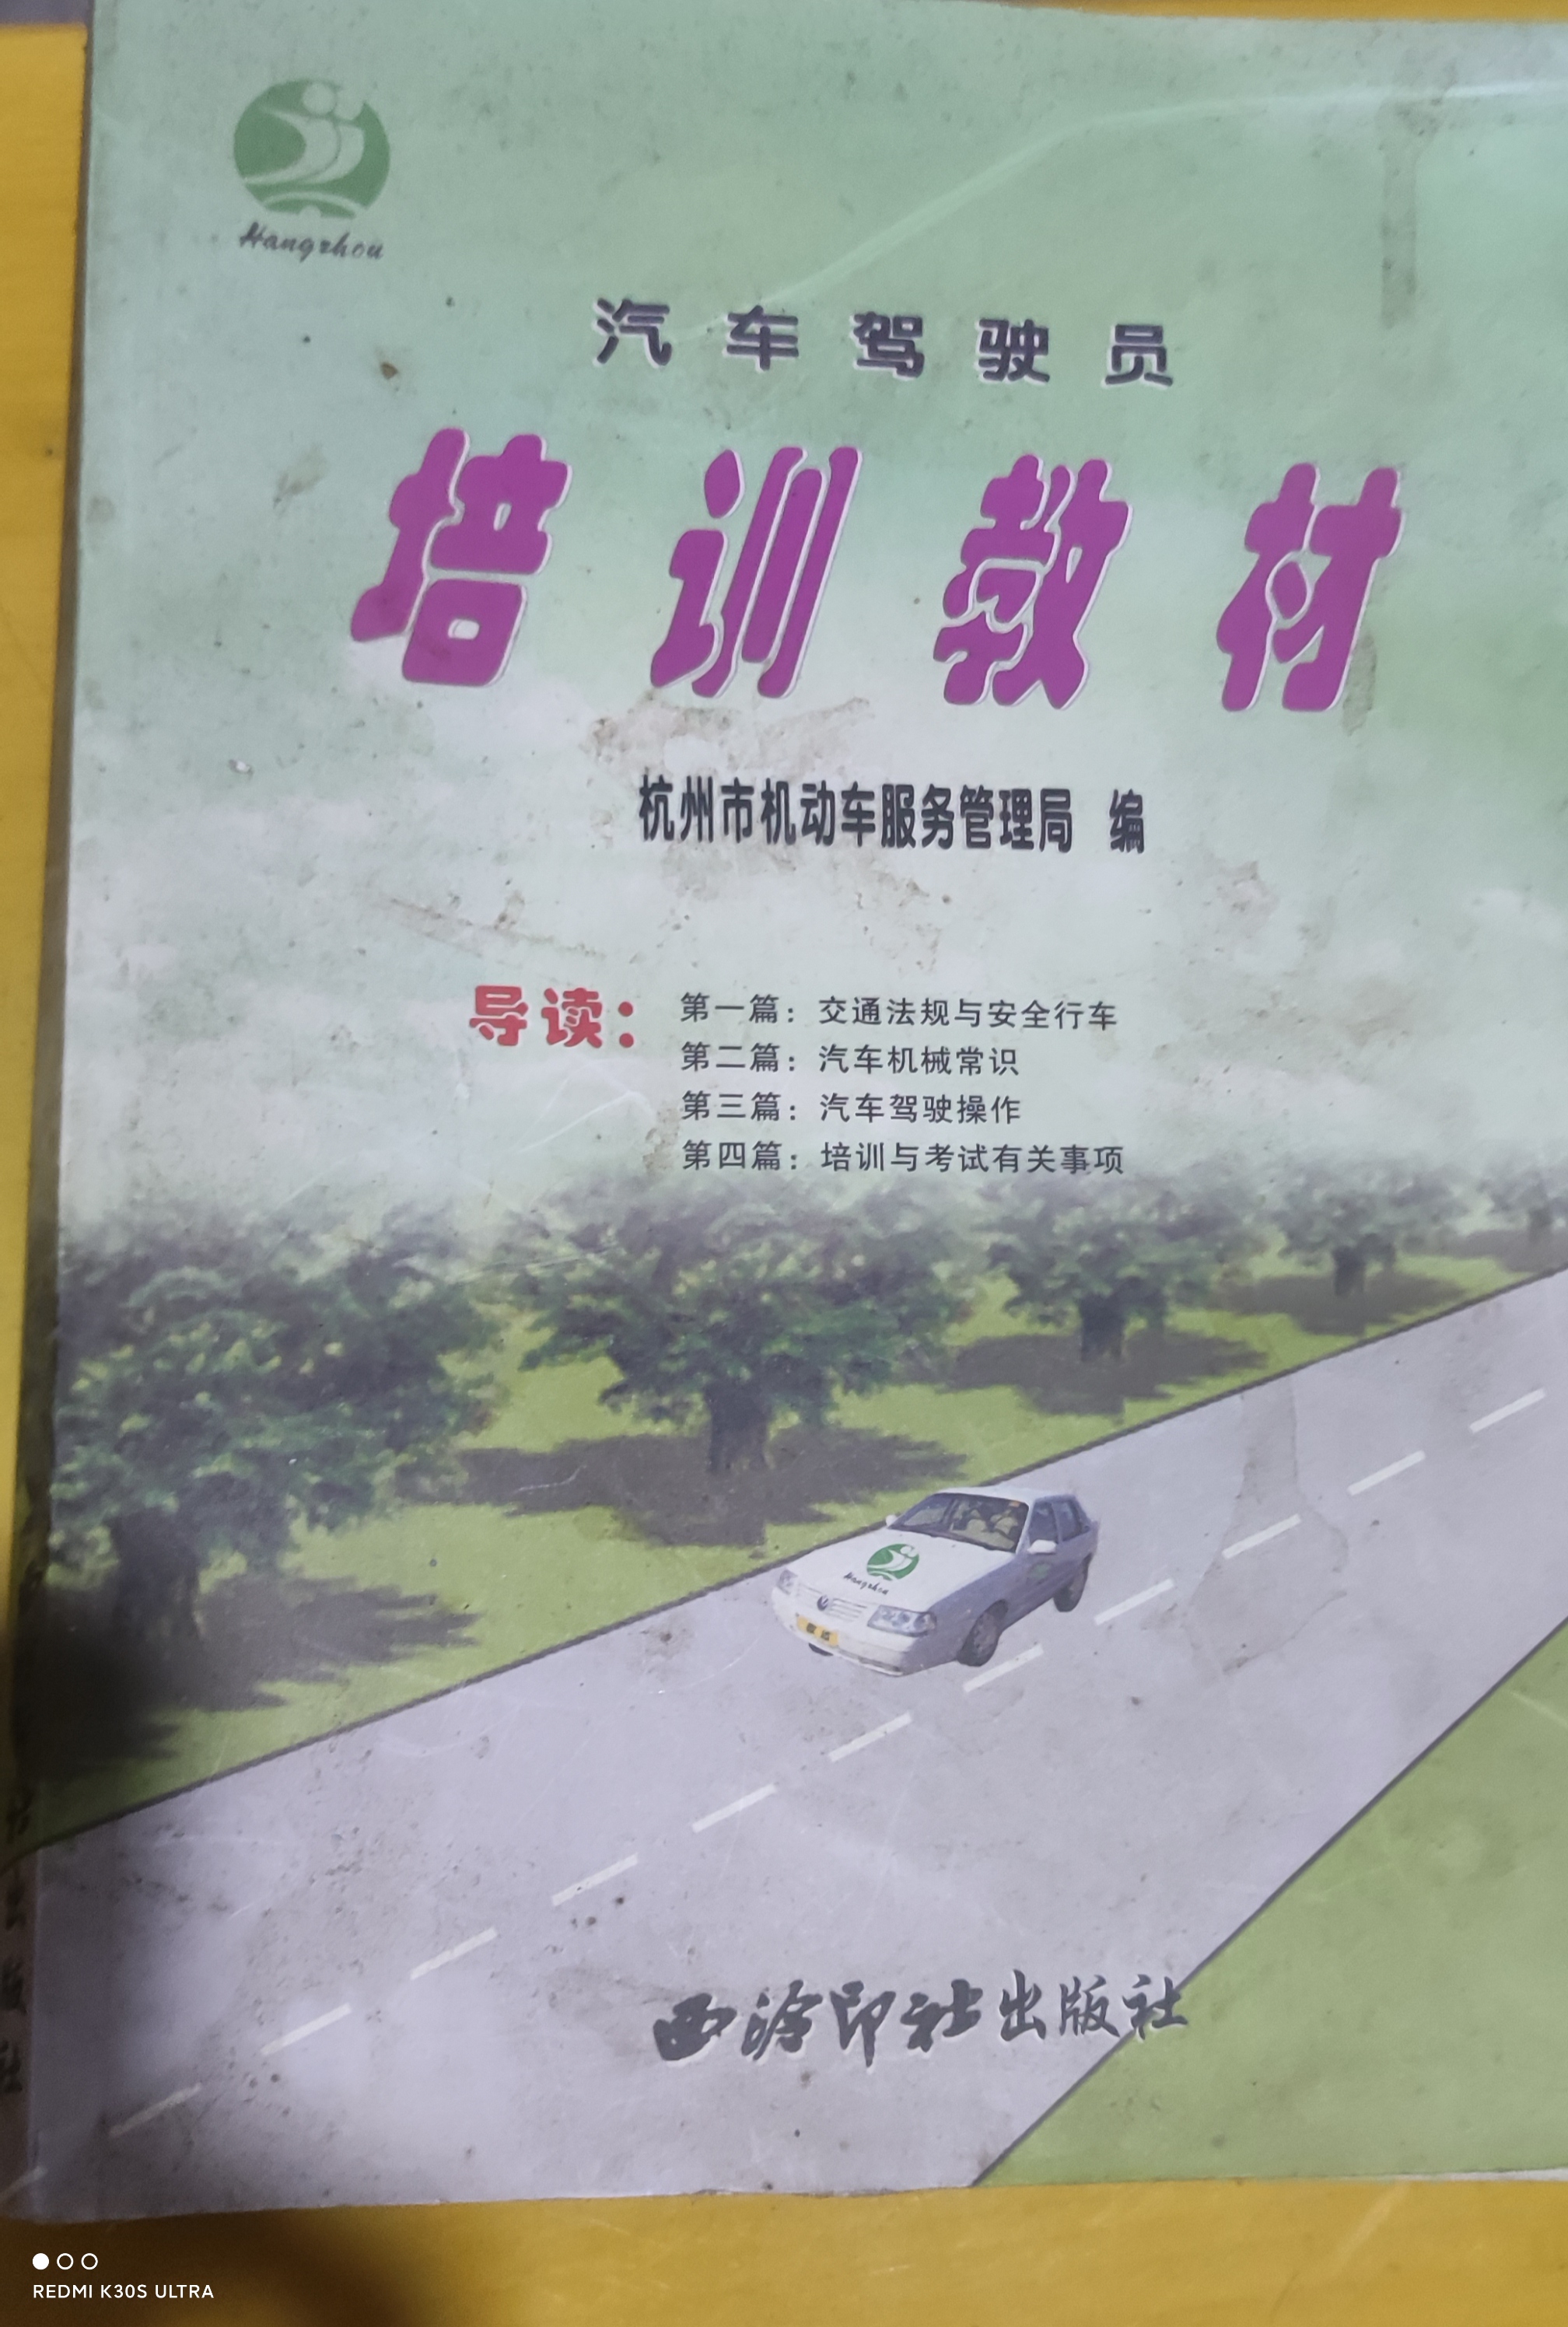 Hangzhou
汽车驾驶员
培训教材
杭州市机动车服务管理局 编
导读：
第一篇：交通法规与安全行车
第二篇：汽车机械常识
第三篇：汽车驾驶操作
第四篇：培训与考试有关事项
Hangzhou
西泠印社出版社
REDMI K30S ULTRA